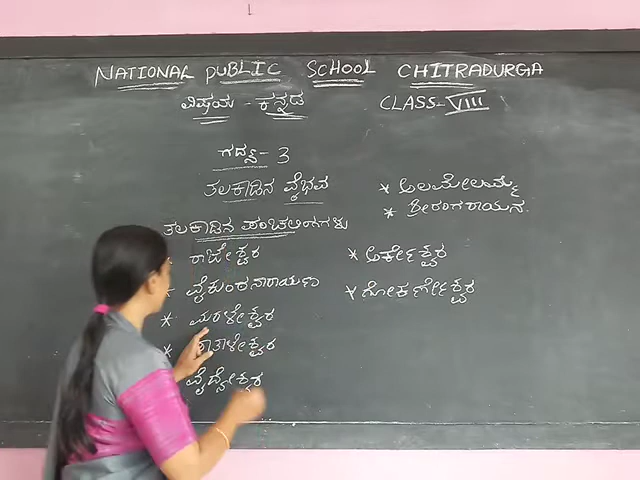 NATIONAL PUBLIC SCHOOL CHITRADURGA
ವಿಷಯ - ಕನ್ನಡ CLASS - VIII
ಗದ್ಯ - 3
ತಲಕಾಡಿನ ವೈಭವ
* ಅಲಮೇಲಮ್ಮ
* ಶ್ರೀರಂಗರಾಯನ
ತಲಕಾಡಿನ ಪಂಚಲಿಂಗಗಳು
ರಾಜೇಶ್ವರ
* ಅರ್ಕೇಶ್ವರ
ವೈಕುಂಠನಾರಾಯಣ
* ಗೋಕರ್ಣೇಶ್ವರ
* ಮರಳೇಶ್ವರ
* ಪಾತಾಳೇಶ್ವರ
ವೈದ್ಯೇಶ್ವರ